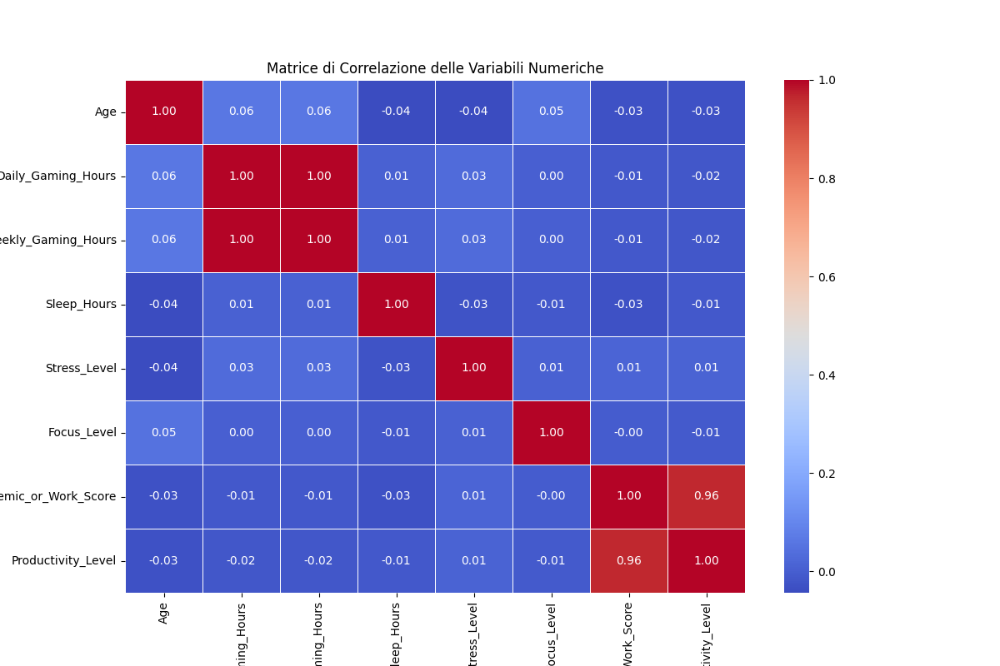 Matrice di Correlazione delle Variabili Numeriche
Age 1.00 0.06 0.06 -0.04 -0.04 0.05 -0.03 -0.03
Daily_Gaming_Hours 0.06 1.00 1.00 0.01 0.03 0.00 -0.01 -0.02
eekly_Gaming_Hours 0.06 1.00 1.00 0.01 0.03 0.00 -0.01 -0.02
Sleep_Hours -0.04 0.01 0.01 1.00 -0.03 -0.01 -0.03 -0.01
Stress_Level -0.04 0.03 0.03 -0.03 1.00 0.01 0.01 0.01
Focus_Level 0.05 0.00 0.00 -0.01 0.01 1.00 -0.00 -0.01
emic_or_Work_Score -0.03 -0.01 -0.01 -0.03 0.01 -0.00 1.00 0.96
Productivity_Level -0.03 -0.02 -0.02 -0.01 0.01 -0.01 0.96 1.00
Age
ning_Hours
ning_Hours
leep_Hours
tress_Level
ocus_Level
Work_Score
tivity_Level
1.0
0.8
0.6
0.4
0.2
0.0